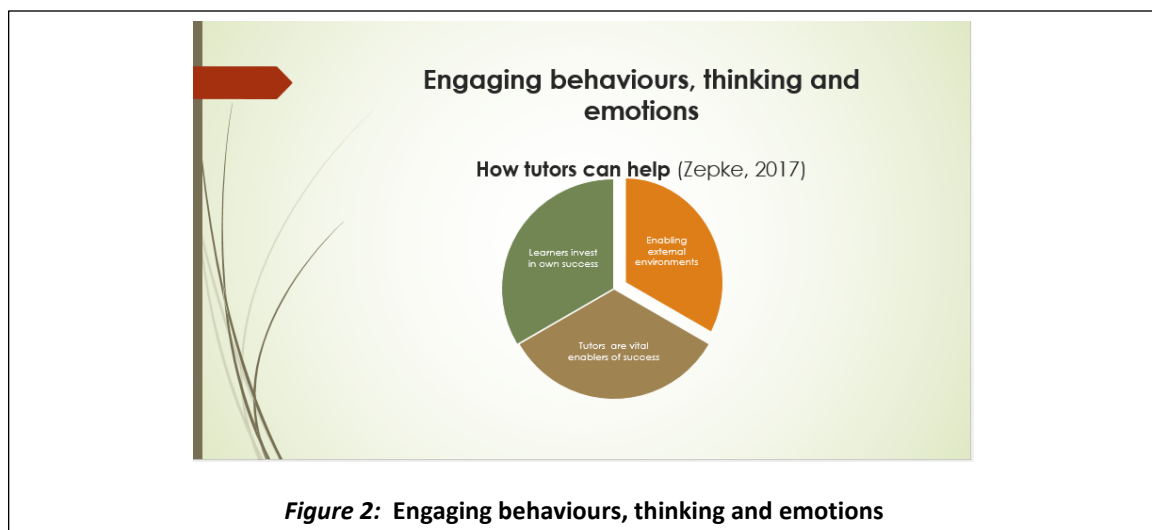 Engaging behaviours, thinking and
emotions
How tutors can help (Zepke, 2017)
Learners invest
in own success
Enabling
external
environments
Tutors are vital
enablers of success
Figure 2: Engaging behaviours, thinking and emotions